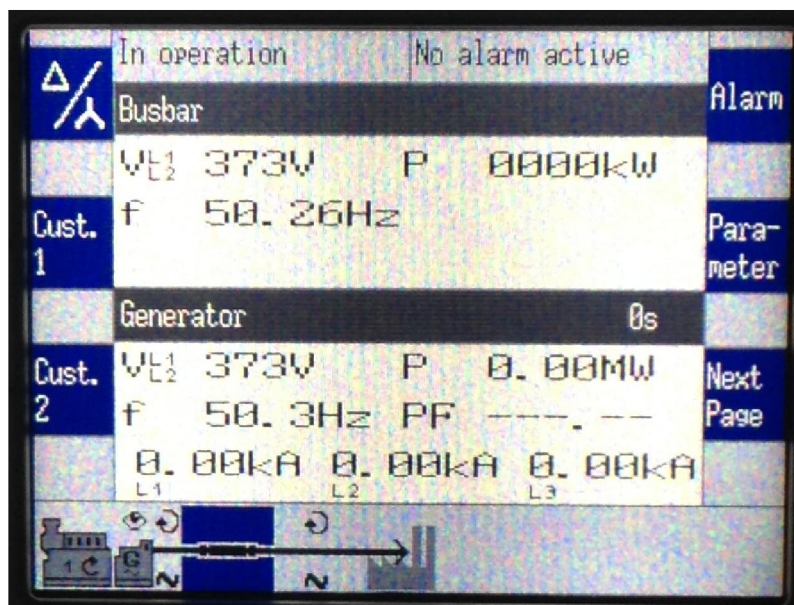 In operation No alarm active
Alarm
Busbar
VL1 L2 373V P 0000kW
Cust. 1
f 50.26Hz
Para-
meter
Generator 0s
Cust. 2
VL1 L2 373V P 0.00MW
Next
Page
f 50.3Hz PF ---.--
0.00kA 0.00kA 0.00kA
L1 L2 L3
1 G